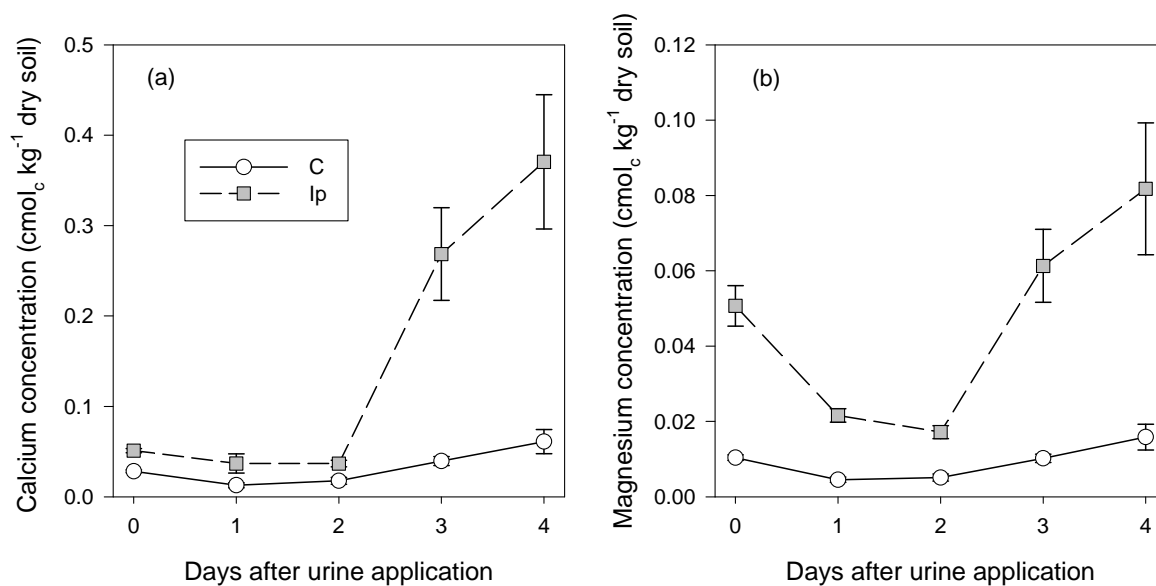 Calcium concentration (cmol_c kg^-1 dry soil)
0.5
0.4
0.3
0.2
0.1
0.0
(a)
C
Ip
0 1 2 3 4
Days after urine application
Magnesium concentration (cmol_c kg^-1 dry soil)
0.12
0.10
0.08
0.06
0.04
0.02
0.00
(b)
0 1 2 3 4
Days after urine application